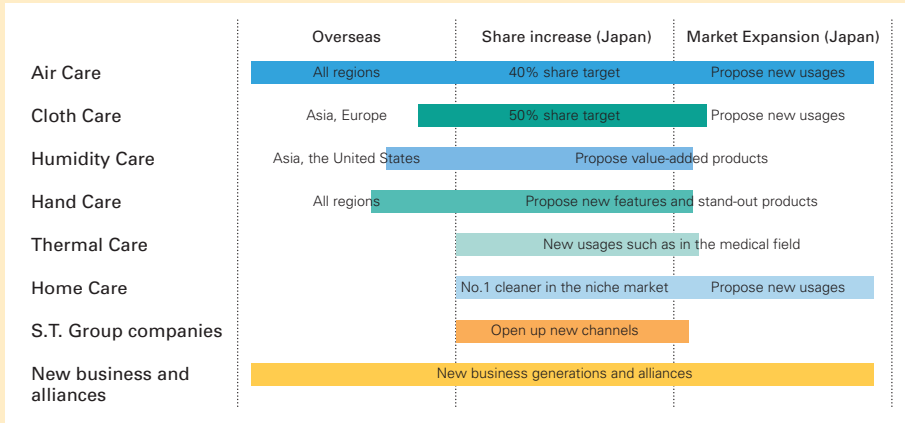 Overseas Share increase (Japan) Market Expansion (Japan)
Air Care All regions 40% share target Propose new usages
Cloth Care Asia, Europe 50% share target Propose new usages
Humidity Care Asia, the United States Propose value-added products
Hand Care All regions Propose new features and stand-out products
Thermal Care New usages such as in the medical field
Home Care No.1 cleaner in the niche market Propose new usages
S.T. Group companies Open up new channels
New business and New business generations and alliances
alliances